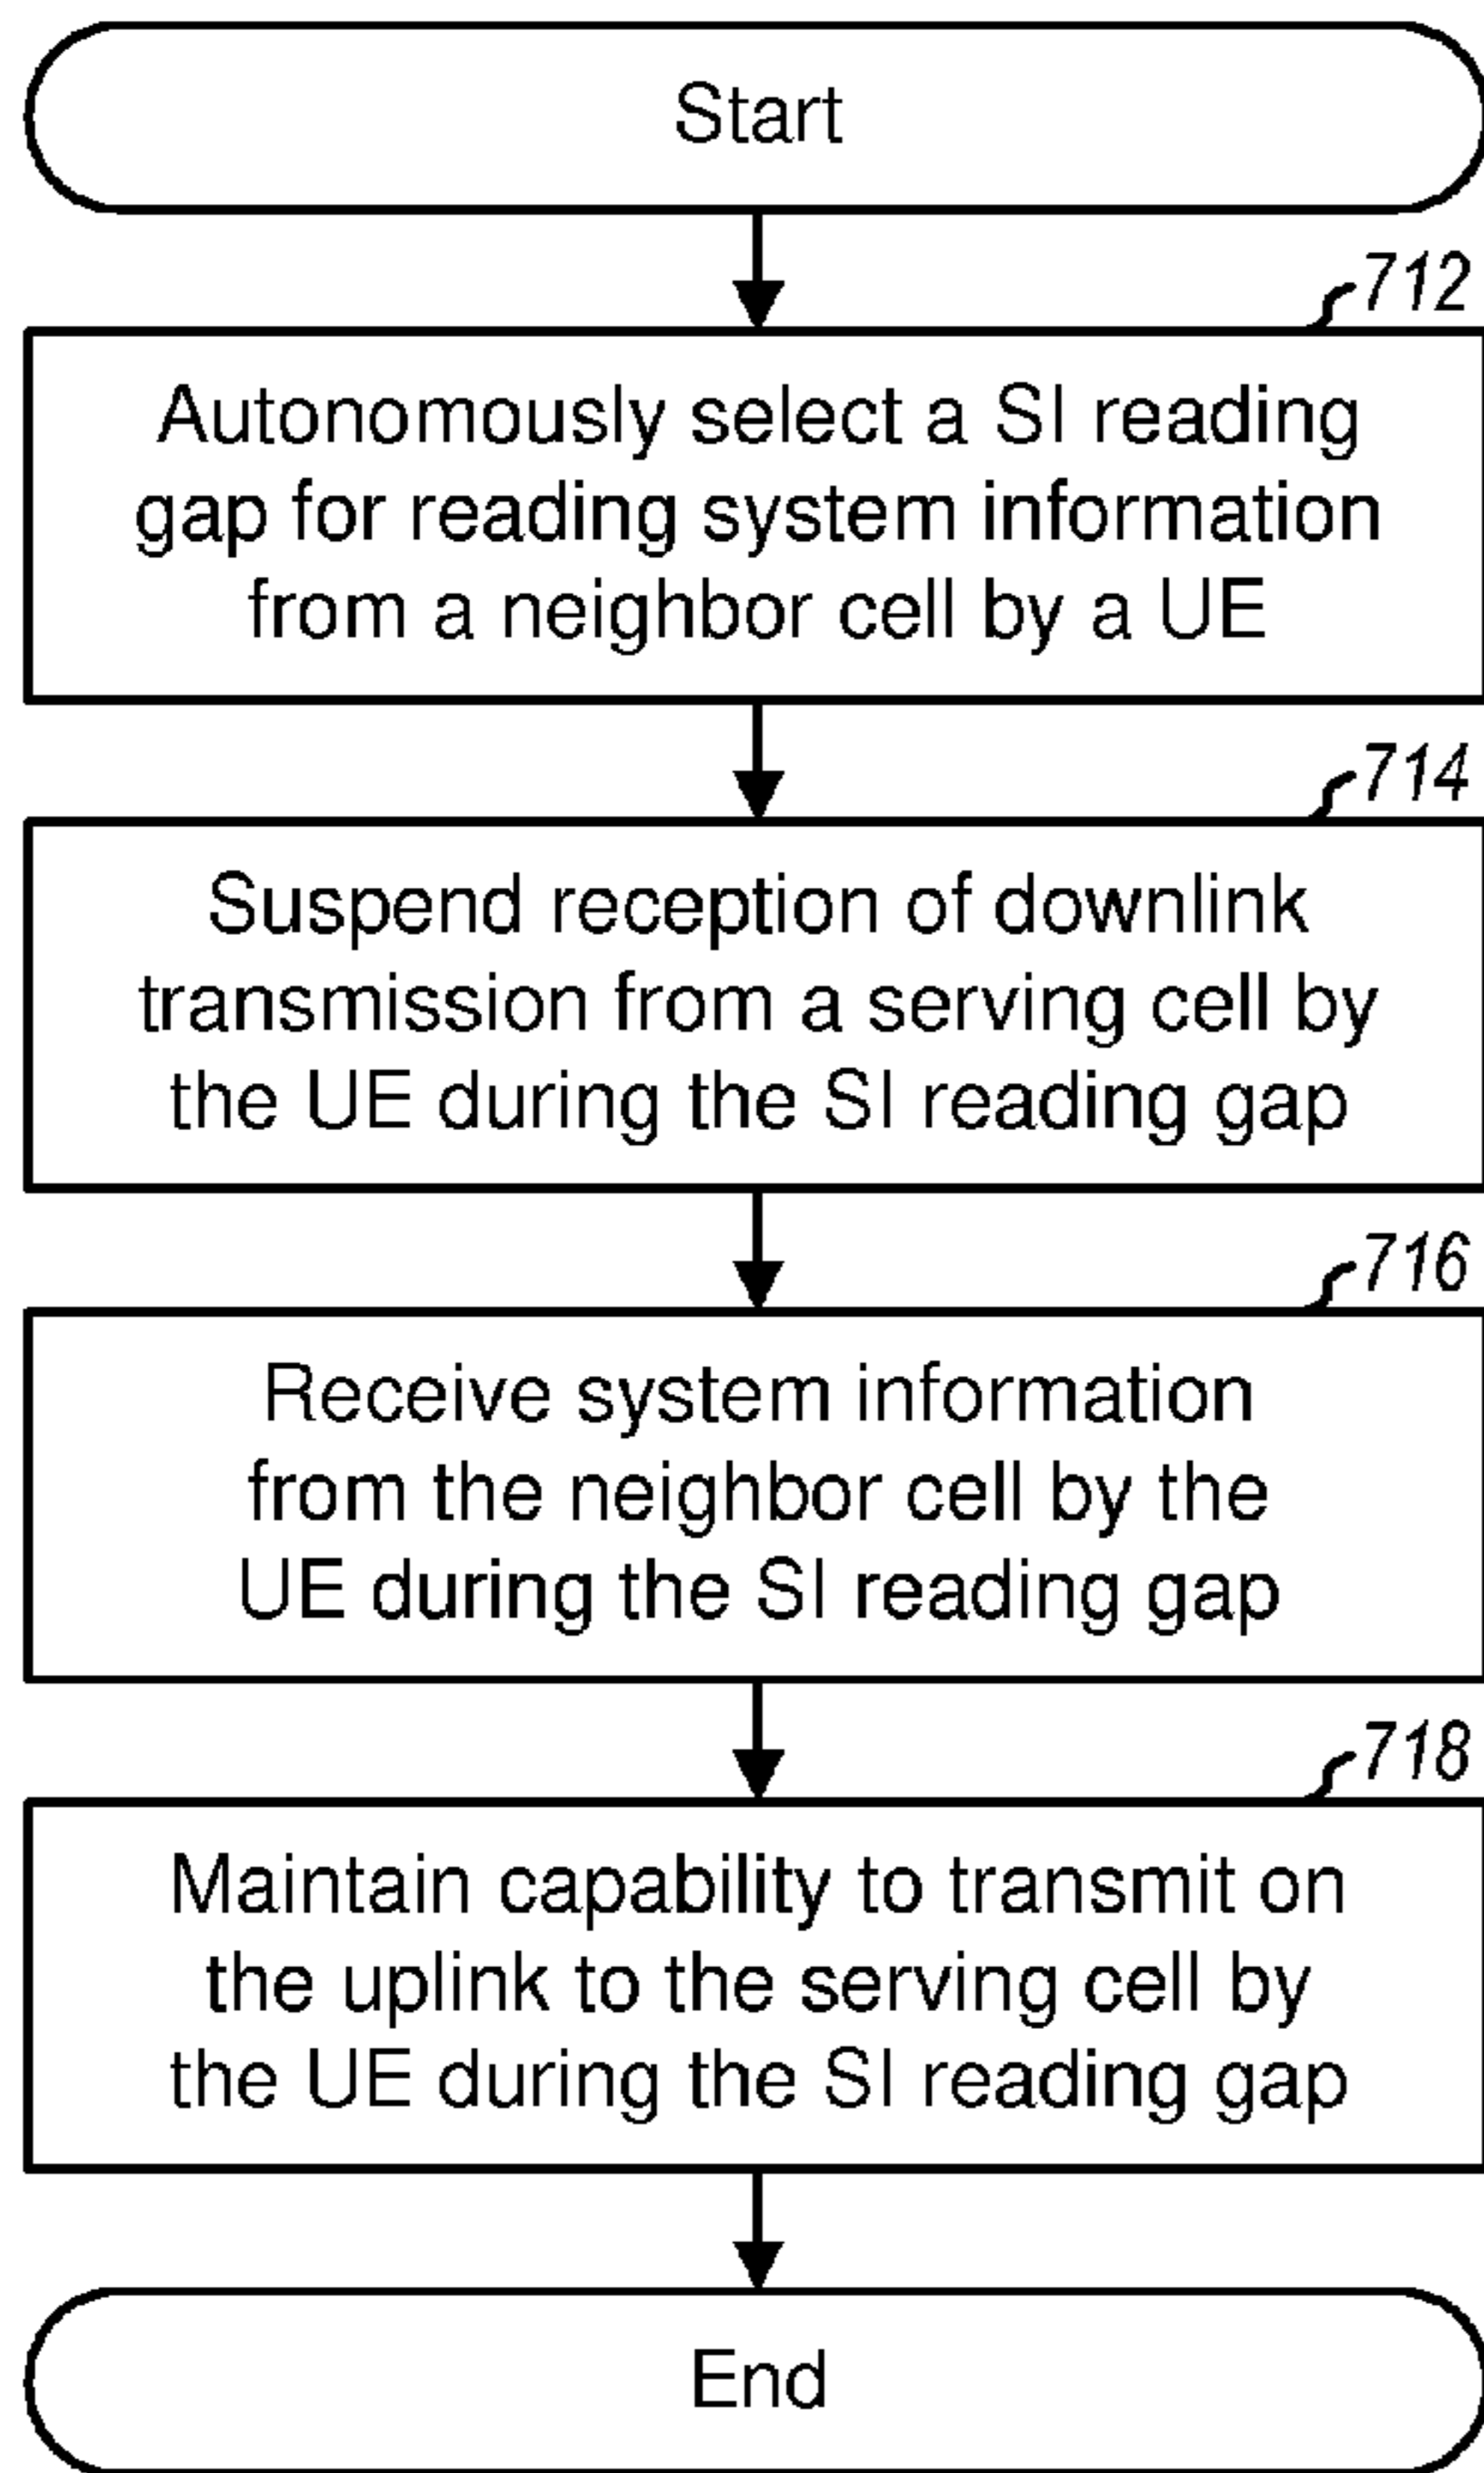 Start
712
Autonomously select a SI reading
gap for reading system information
from a neighbor cell by a UE
714
Suspend reception of downlink
transmission from a serving cell by
the UE during the SI reading gap
716
Receive system information
from the neighbor cell by the
UE during the SI reading gap
718
Maintain capability to transmit on
the uplink to the serving cell by
the UE during the SI reading gap
End